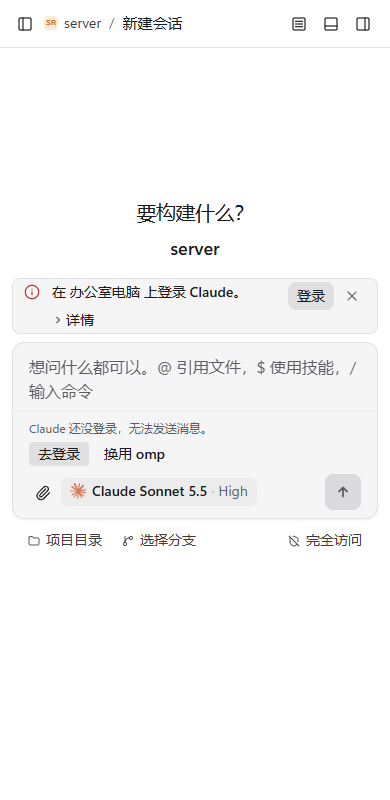 SR server / 新建会话
要构建什么？
server
在 办公室电脑 上登录 Claude。
登录
详情
想问什么都可以。@ 引用文件，$ 使用技能，/
输入命令
Claude 还没登录，无法发送消息。
去登录 换用 omp
Claude Sonnet 5.5 · High
项目目录 选择分支 完全访问